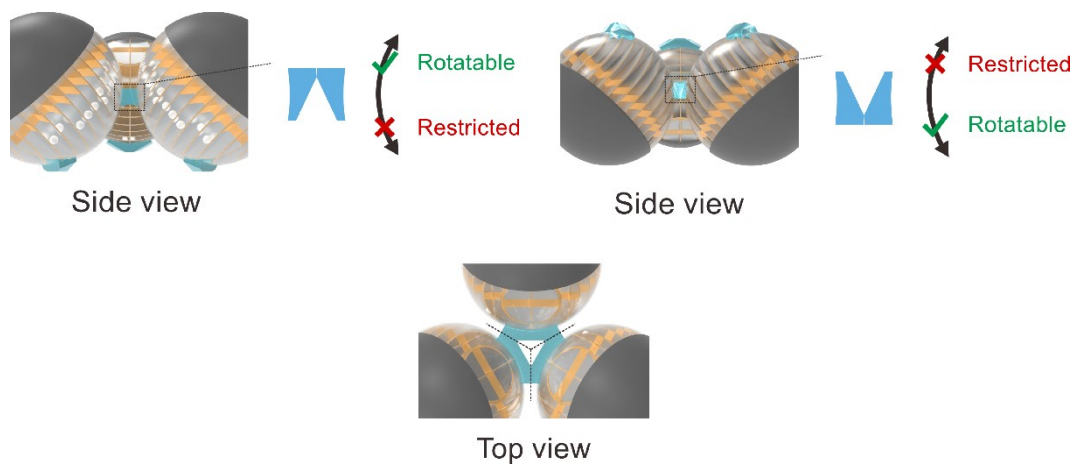 Rotatable
Restricted
Side view
Restricted
Rotatable
Side view
Top view